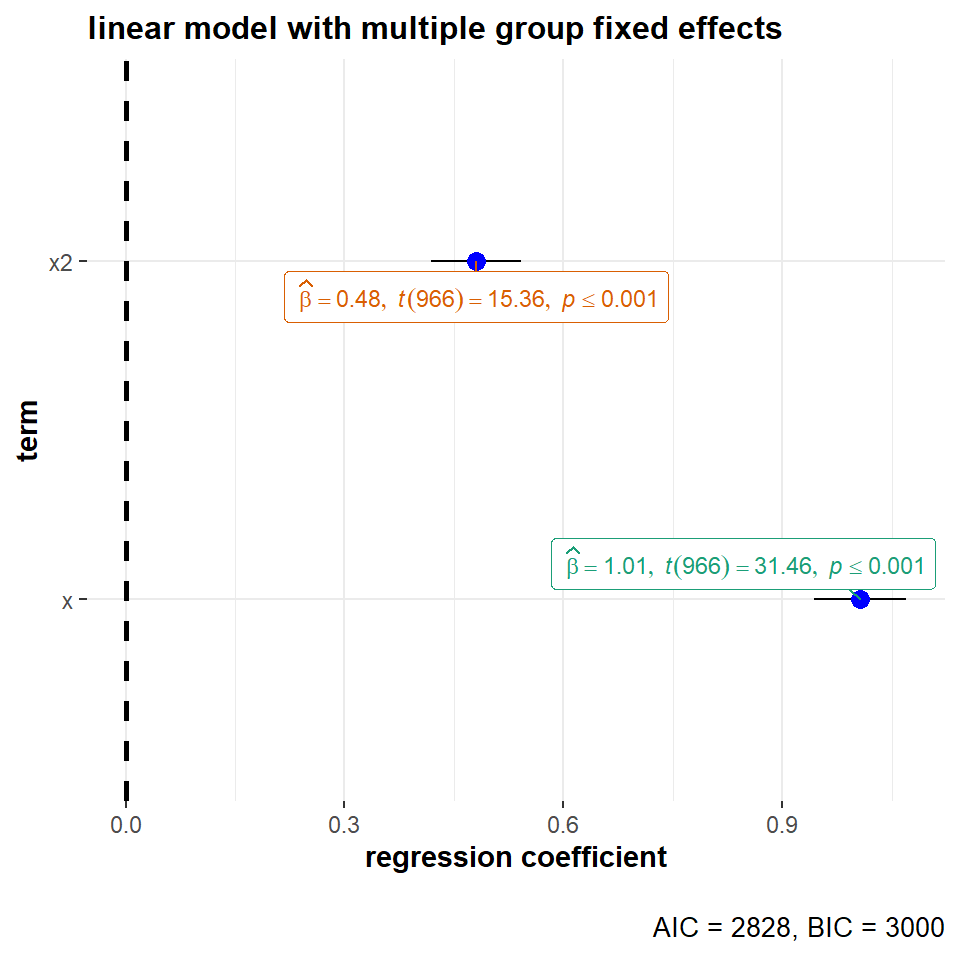 linear model with multiple group fixed effects
x2
β̂ = 0.48, t(966) = 15.36, p ≤ 0.001
term
β̂ = 1.01, t(966) = 31.46, p ≤ 0.001
x
0.0 0.3 0.6 0.9
regression coefficient
AIC = 2828, BIC = 3000